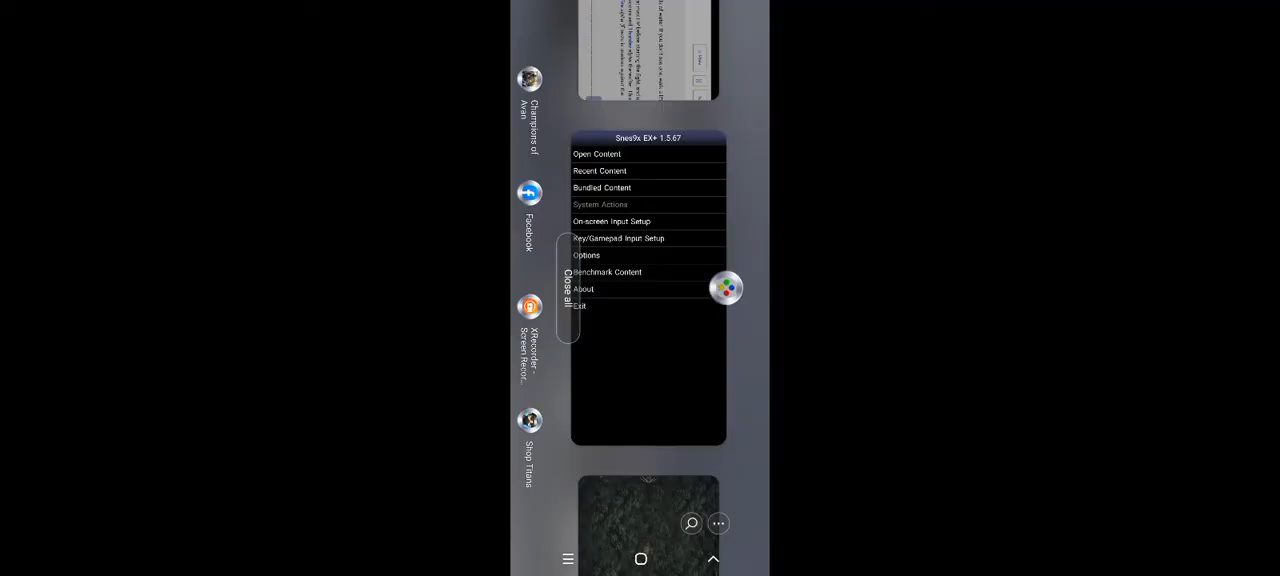 Snes9x EX+ 1.5.67
Open Content
Recent Content
Bundled Content
System Actions
On-screen Input Setup
Key/Gamepad Input Setup
Options
Benchmark Content
About
Exit
Close all
Champions of
Avan
Facebook
XRecorder -
Screen Recor...
Shop Titans